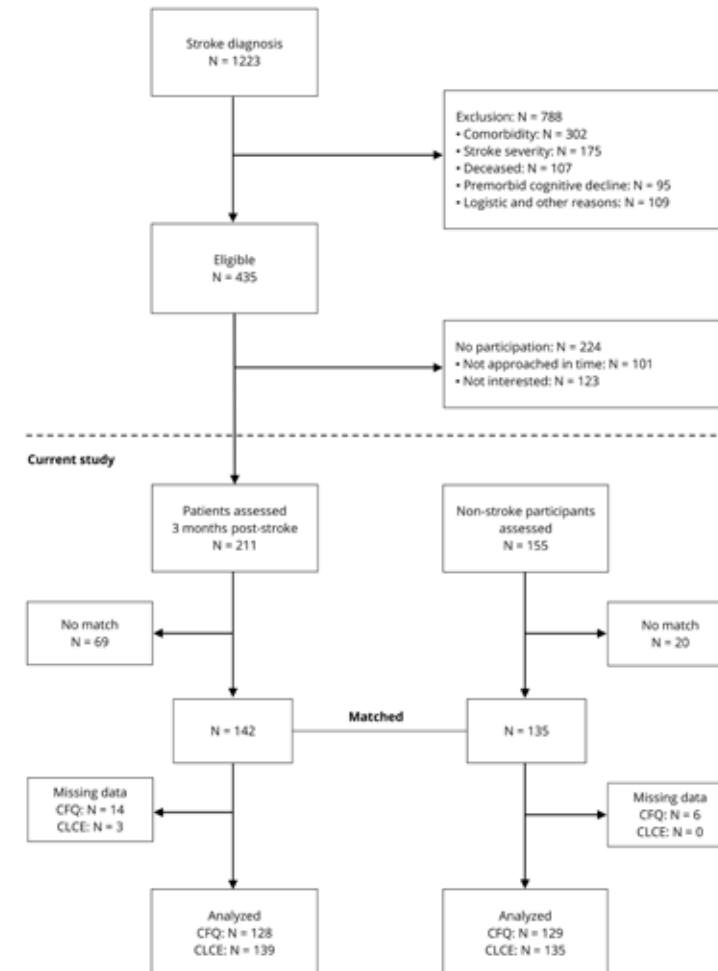 Stroke diagnosis
N = 1223
Exclusion: N = 788
• Comorbidity: N = 302
• Stroke severity: N = 175
• Deceased: N = 107
• Premorbid cognitive decline: N = 95
• Logistic and other reasons: N = 109
Eligible
N = 435
No participation: N = 224
• Not approached in time: N = 101
• Not interested: N = 123
Current study
Patients assessed
3 months post-stroke
N = 211
Non-stroke participants
assessed
N = 155
No match
N = 69
No match
N = 20
N = 142
Matched
N = 135
Missing data
CFQ: N = 14
CLCE: N = 3
Missing data
CFQ: N = 6
CLCE: N = 0
Analyzed
CFQ: N = 128
CLCE: N = 139
Analyzed
CFQ: N = 129
CLCE: N = 135